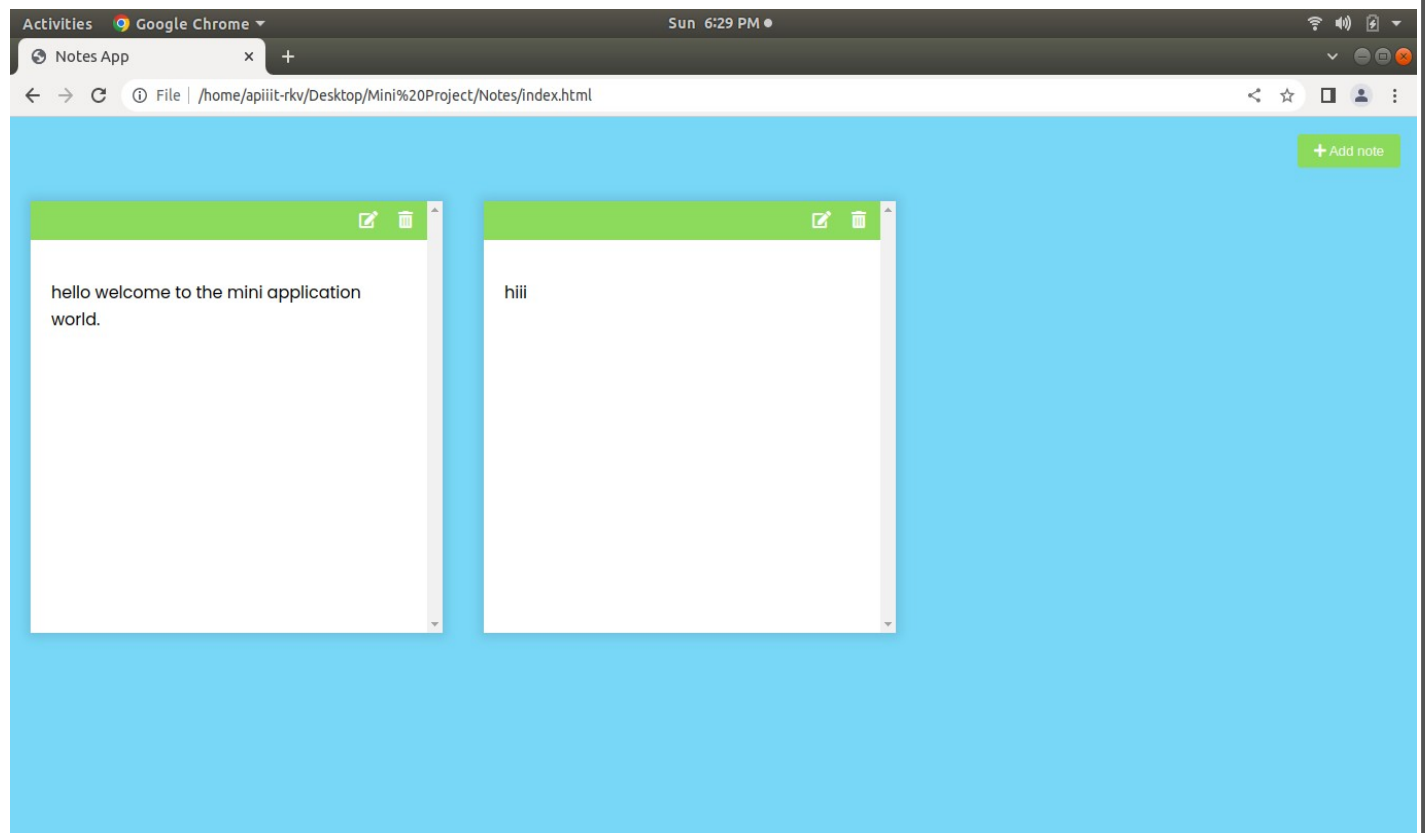 Activities Google Chrome Sun 6:29 PM
Notes App
File /home/apiiit-rkv/Desktop/Mini%20Project/Notes/index.html
Add note
hello welcome to the mini application
world.
hiii